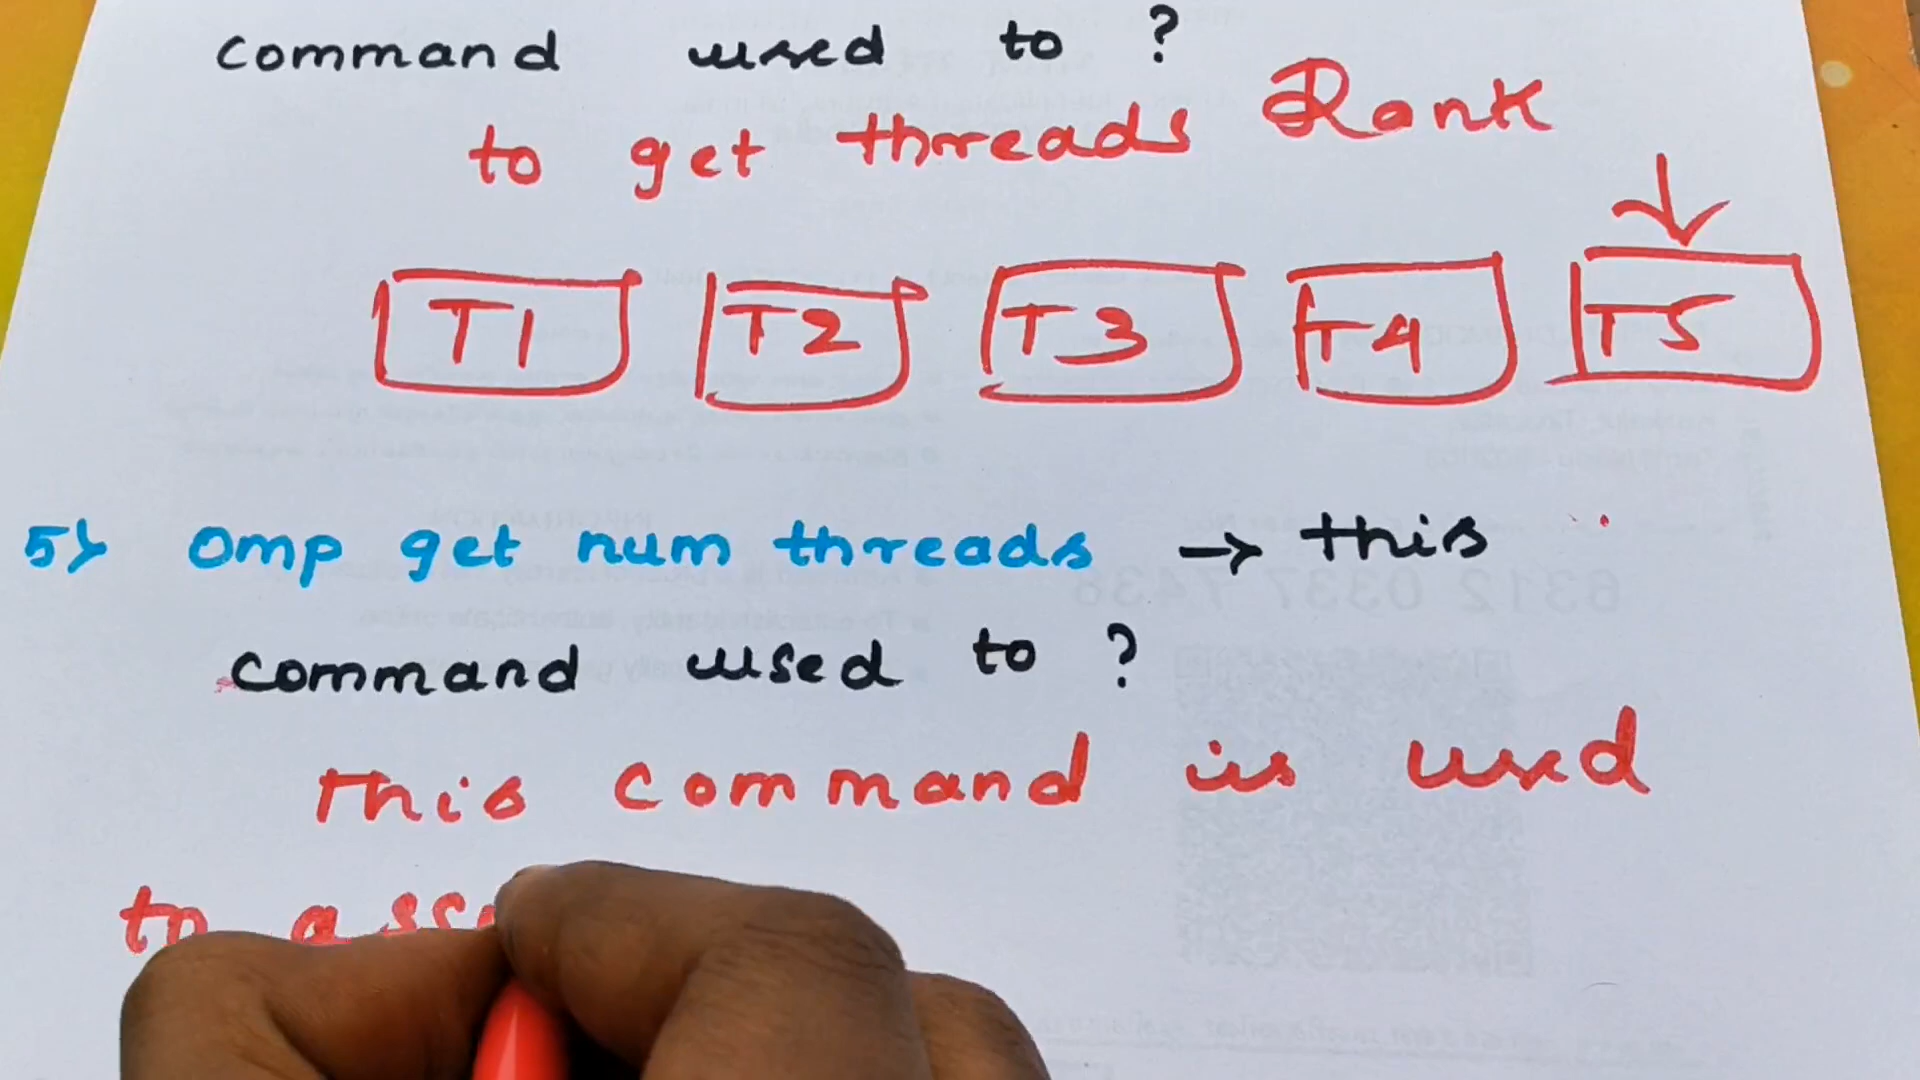 command used to ?
to get threads Rank
T1 T2 T3 T4 T5
5) Omp get num threads → this
command used to ?
This command is used
to